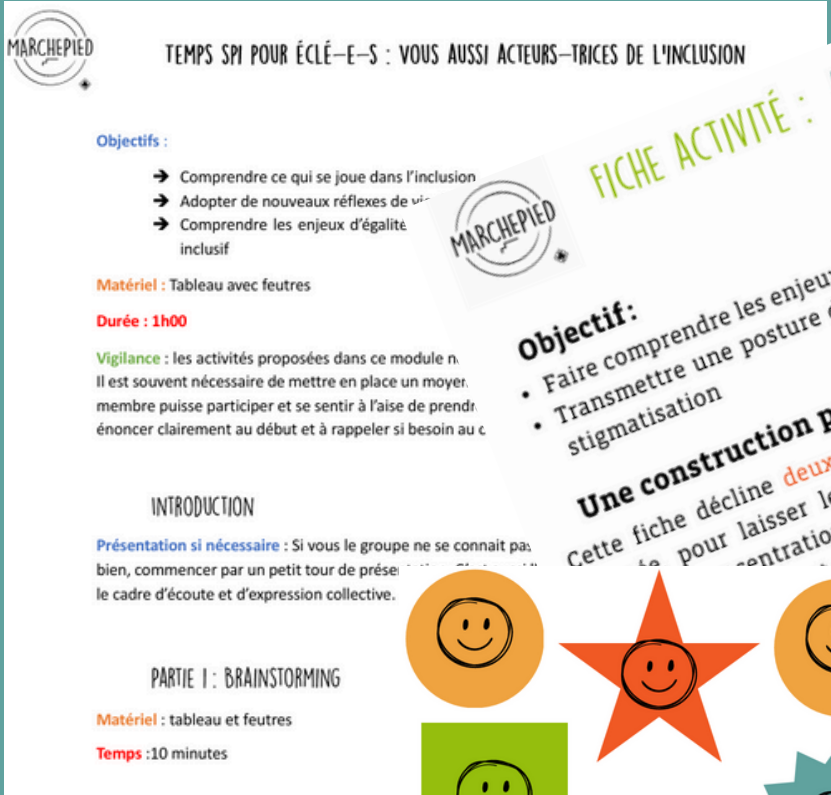 MARCHEPIED
TEMPS SPI POUR ÉCLÉ-E-S : VOUS AUSSI ACTEURS-TRICES DE L'INCLUSION
Objectifs :
➔ Comprendre ce qui se joue dans l'inclusion
➔ Adopter de nouveaux réflexes de
➔ Comprendre les enjeux d'égalité
inclusif
Matériel : Tableau avec feutres
Durée : 1h00
Vigilance : les activités proposées dans ce module
Il est souvent nécessaire de mettre en place un moyen
membre puisse participer et se sentir à l'aise de prendr
énoncer clairement au début et à rappeler si besoin au
INTRODUCTION
Présentation si nécessaire : Si vous le groupe ne se connait pas
bien, commencer par un petit tour de
le cadre d'écoute et d'expression collective.
PARTIE 1 : BRAINSTORMING
Matériel : tableau et feutres
Temps :10 minutes
MARCHEPIED
FICHE ACTIVITÉ :
Objectif:
• Faire comprendre les enjeu
• Transmettre une posture
stigmatisation
Une construction
Cette fiche décline deux
pour laisser